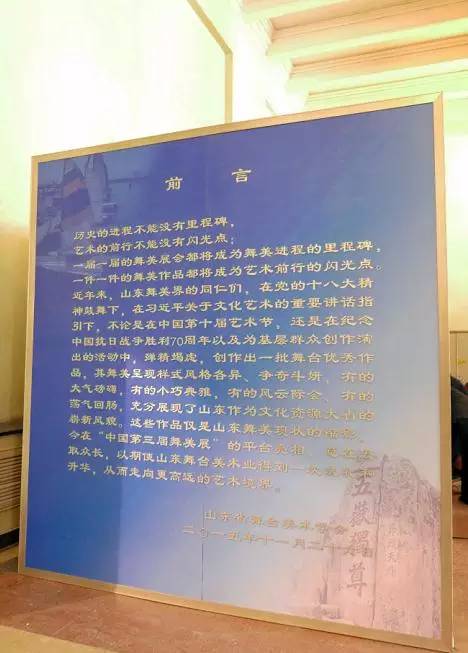 前言
历史的进程不能没有里程碑，
艺术的前行不能没有闪光点；
一届一届的舞美展会都将成为舞美进程的里程碑。
一件一件的舞美作品都将成为艺术前行的闪光点。
近年来，山东舞美界的同仁们，在党的十八大精
神鼓舞下，在习近平关于文化艺术的重要讲话指
引下，不论是在中国第十届艺术节，还是在纪念
中国抗日战争胜利70周年以及为基层群众创作演
出的活动中，殚精竭虑，创作出一批舞台优秀作
品，其舞美呈现样式风格各异、争奇斗妍，有的
大气磅礴，有的小巧典雅，有的风云际会、有的
荡气回肠，充分展现了山东作为文化资源大省的
崭新风貌。这些作品仅是山东舞美现状的缩影，
今在“中国第三届舞美展”的平台亮相，
取众长，以期使山东舞台美术业得到一次
升华，从而走向更高远的艺术境界。
山东省舞台美术学会
二〇一五年十一月二十
五嶽獨尊